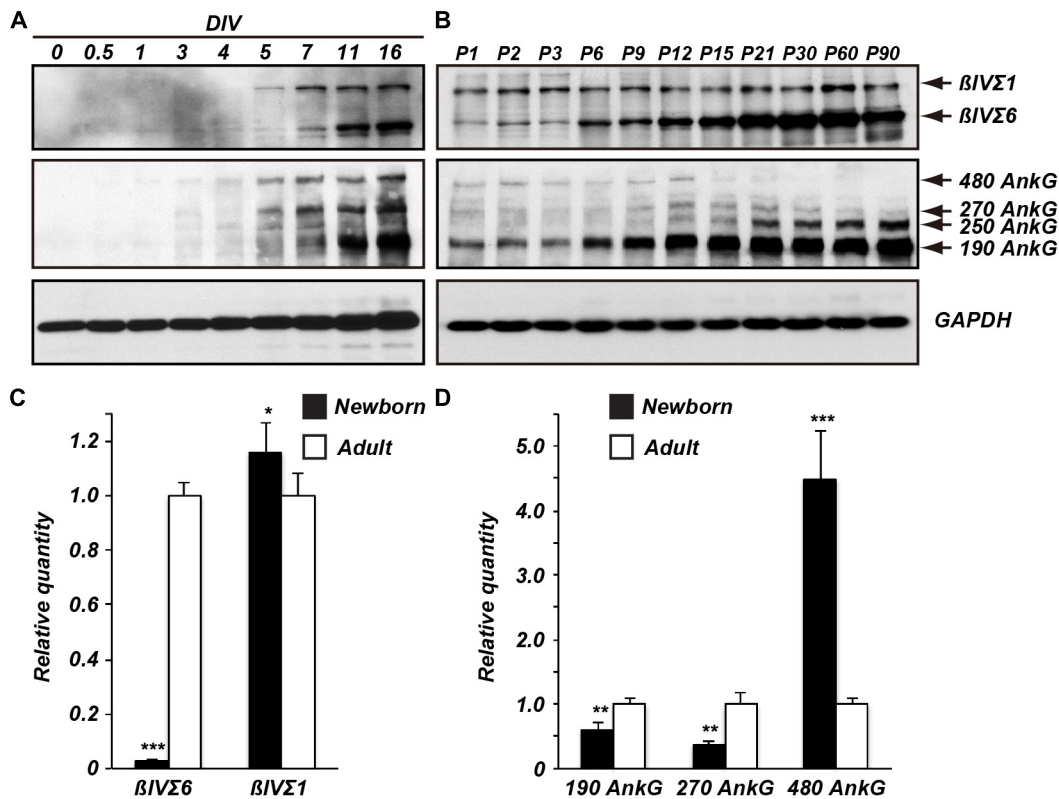 A
DIV
0 0.5 1 3 4 5 7 11 16
B
P1 P2 P3 P6 P9 P12 P15 P21 P30 P60 P90
ßIVΣ1
ßIVΣ6
480 AnkG
270 AnkG
250 AnkG
190 AnkG
GAPDH
C
Newborn
Adult
Relative quantity
1.2
1.0
0.8
0.6
0.4
0.2
0
***
*
ßIVΣ6 ßIVΣ1
D
Newborn
Adult
Relative quantity
5.0
4.0
3.0
2.0
1.0
0
**
**
***
190 AnkG 270 AnkG 480 AnkG